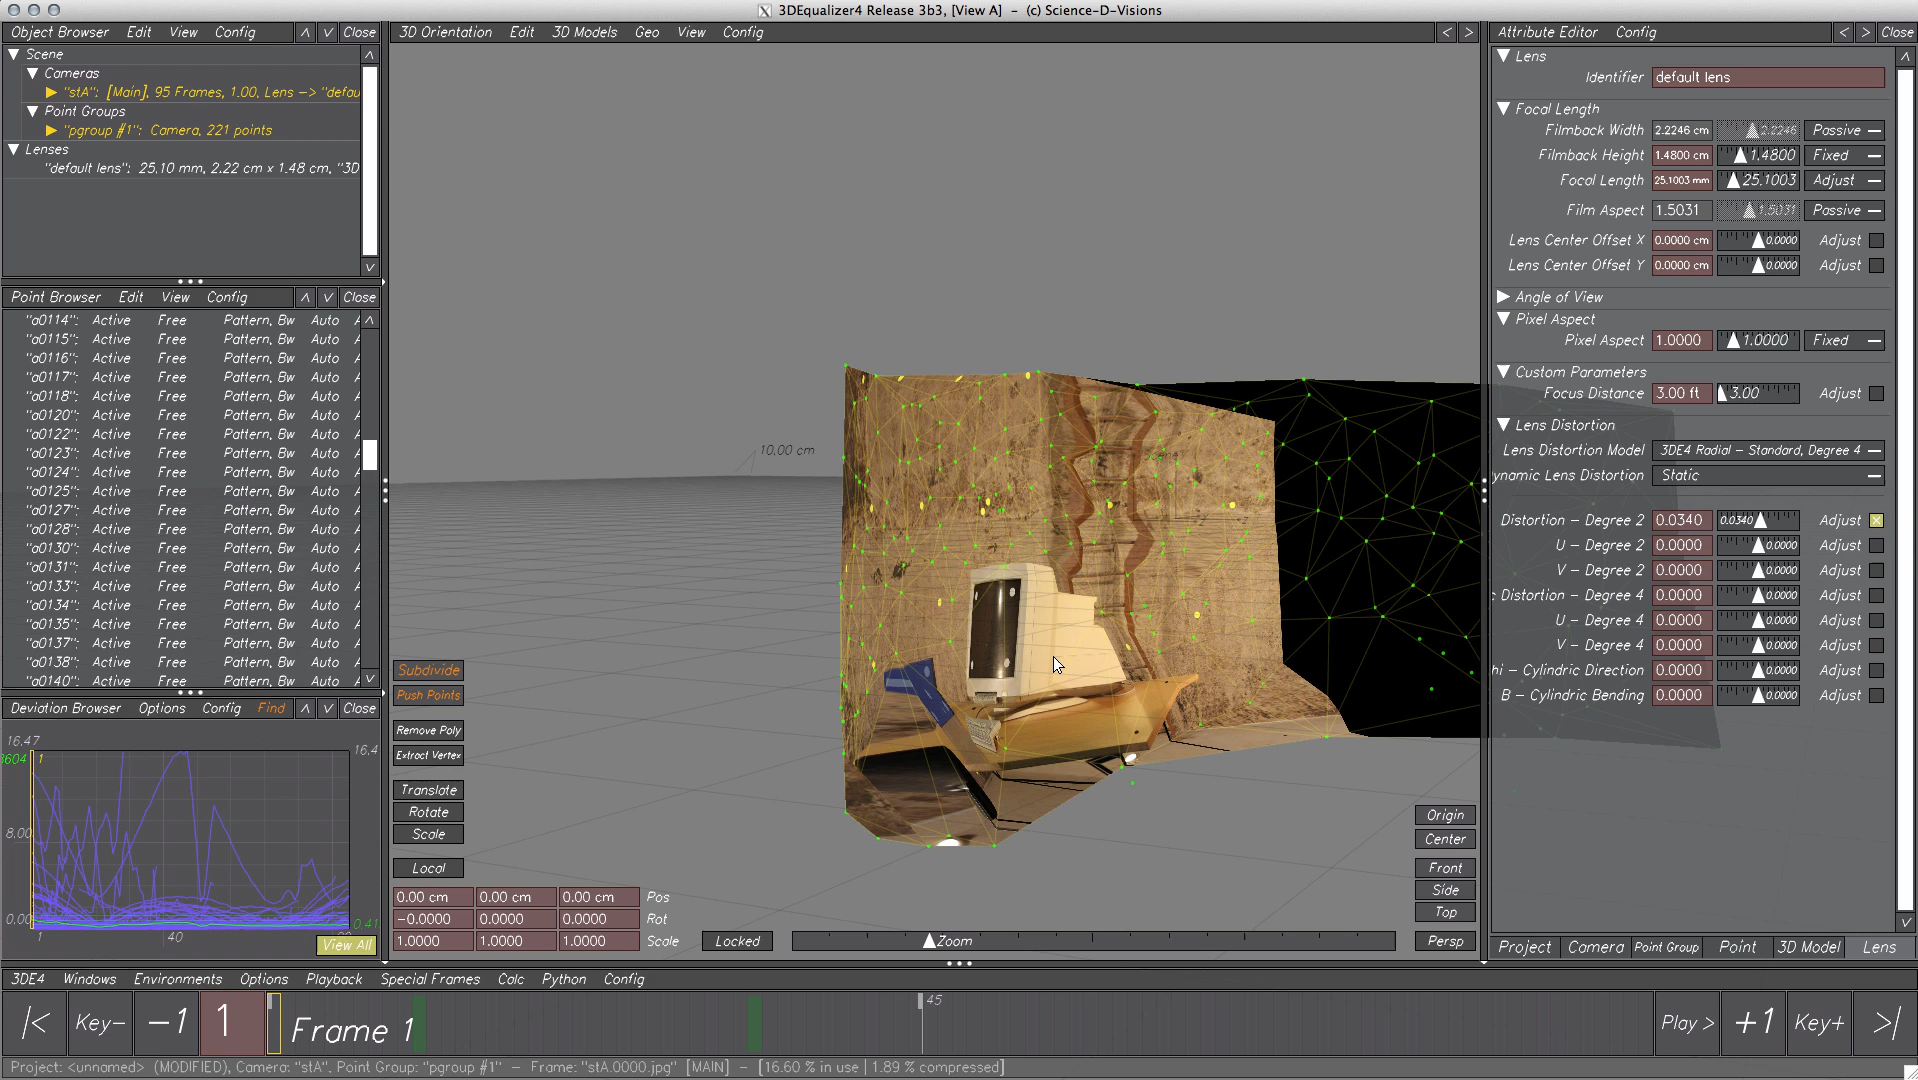 3DEqualizer4 Release 3b3, [View A] – (c) Science-D-Visions
Object Browser Edit View Config Close
Scene
Cameras
"stA": [Main], 95 Frames, 1.00, Lens -> "defau
Point Groups
"pgroup #1": Camera, 221 points
Lenses
"default lens": 25.10 mm, 2.22 cm x 1.48 cm, "3D
Point Browser Edit View Config Close
"a0114": Active Free Pattern, Bw Auto
"a0115": Active Free Pattern, Bw Auto
"a0116": Active Free Pattern, Bw Auto
"a0117": Active Free Pattern, Bw Auto
"a0118": Active Free Pattern, Bw Auto
"a0120": Active Free Pattern, Bw Auto
"a0122": Active Free Pattern, Bw Auto
"a0123": Active Free Pattern, Bw Auto
"a0124": Active Free Pattern, Bw Auto
"a0125": Active Free Pattern, Bw Auto
"a0127": Active Free Pattern, Bw Auto
"a0128": Active Free Pattern, Bw Auto
"a0130": Active Free Pattern, Bw Auto
"a0131": Active Free Pattern, Bw Auto
"a0133": Active Free Pattern, Bw Auto
"a0134": Active Free Pattern, Bw Auto
"a0135": Active Free Pattern, Bw Auto
"a0137": Active Free Pattern, Bw Auto
"a0138": Active Free Pattern, Bw Auto
"a0140": Active Free Pattern, Bw Auto
Deviation Browser Options Config Find Close
16.47 16.4
3604 1
8.00
0.00 0.41
1 40
View All
3D Orientation Edit 3D Models Geo View Config < >
10.00 cm
Subdivide
Push Points
Remove Poly
Extract Vertex
Translate
Rotate
Scale
Local
0.00 cm 0.00 cm 0.00 cm Pos
-0.0000 0.0000 0.0000 Rot
1.0000 1.0000 1.0000 Scale
Locked Zoom
Origin
Center
Front
Side
Top
Persp
Attribute Editor Config < > Close
Lens
Identifier default lens
Focal Length
Filmback Width 2.2246 cm 2.2246 Passive
Filmback Height 1.4800 cm 1.4800 Fixed
Focal Length 25.1003 mm 25.1003 Adjust
Film Aspect 1.5031 1.5031 Passive
Lens Center Offset X 0.0000 cm 0.0000 Adjust
Lens Center Offset Y 0.0000 cm 0.0000 Adjust
Angle of View
Pixel Aspect
Pixel Aspect 1.0000 1.0000 Fixed
Custom Parameters
Focus Distance 3.00 ft 3.00 Adjust
Lens Distortion
Lens Distortion Model 3DE4 Radial – Standard, Degree 4
ynamic Lens Distortion Static
Distortion – Degree 2 0.0340 0.0340 Adjust
U – Degree 2 0.0000 0.0000 Adjust
V – Degree 2 0.0000 0.0000 Adjust
c Distortion – Degree 4 0.0000 0.0000 Adjust
U – Degree 4 0.0000 0.0000 Adjust
V – Degree 4 0.0000 0.0000 Adjust
hi – Cylindric Direction 0.0000 0.0000 Adjust
B – Cylindric Bending 0.0000 0.0000 Adjust
Project Camera Point Group Point 3D Model Lens
3DE4 Windows Environments Options Playback Special Frames Calc Python Config
|< Key- -1 1 Frame 1 45 Play > +1 Key+ >|
Project: <unnamed> (MODIFIED), Camera: "stA", Point Group: "pgroup #1" – Frame: "stA.0000.jpg" [MAIN] – [16.60 % in use | 1.89 % compressed]